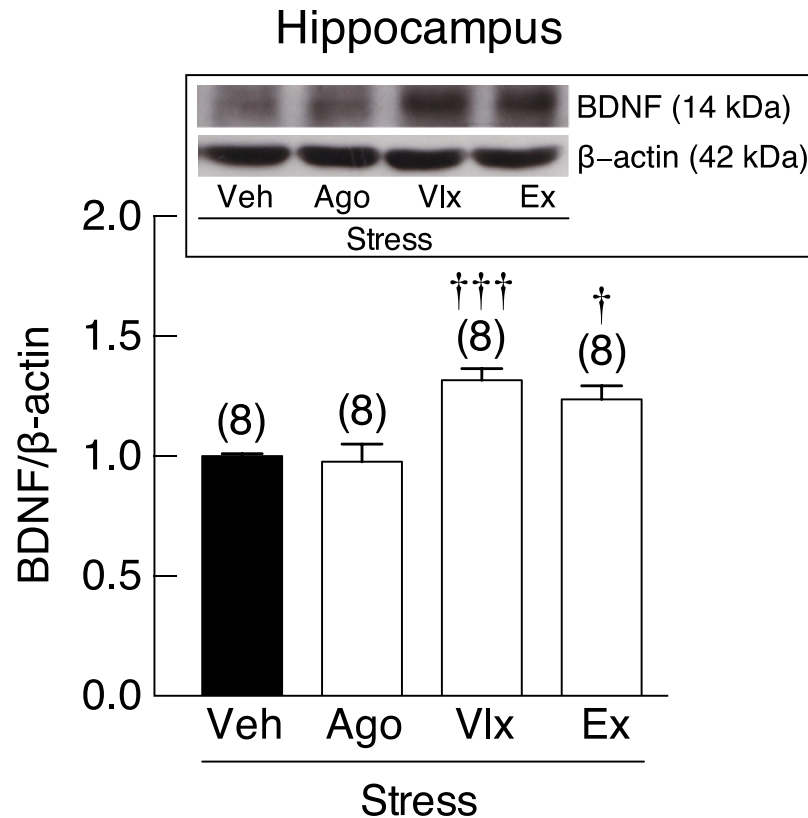 Hippocampus
BDNF (14 kDa)
β–actin (42 kDa)
Veh Ago Vlx Ex
Stress
2.0
1.5
1.0
0.5
0.0
BDNF/β-actin
(8) (8) (8) (8)
††† †
Veh Ago Vlx Ex
Stress